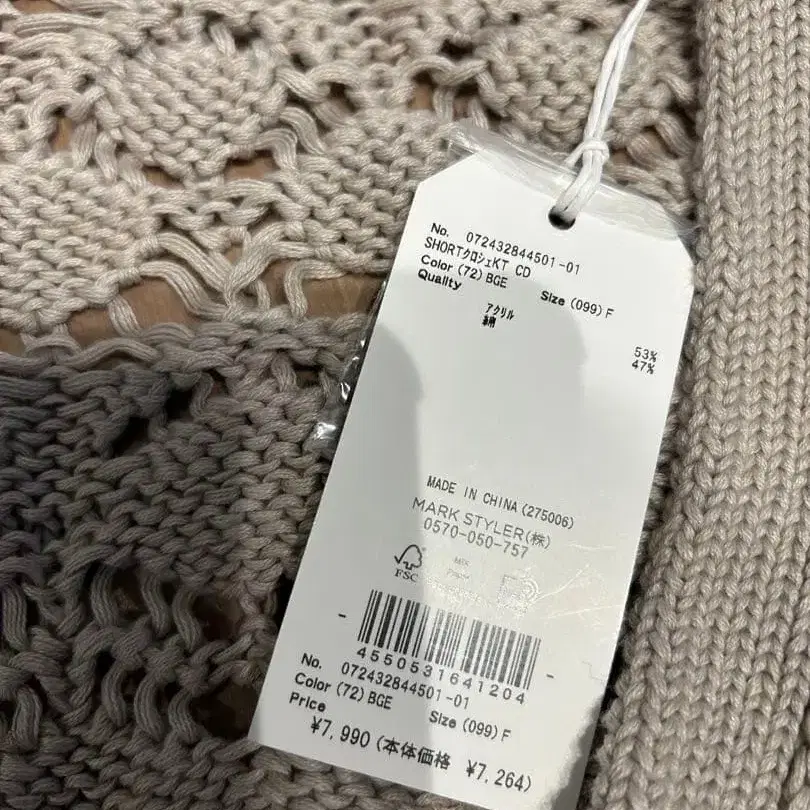 No. 072432844501-01
SHORTクロシェKT CD
Color (72) BGE Size (099) F
Quality
アクリル 53%
綿 47%
MADE IN CHINA (275006)
MARK STYLER(株)
0570-050-757
FSC MIX
4550531641204
No. 072432844501-01
Color (72) BGE Size (099) F
Price
¥7,990 (本体価格 ¥7,264)